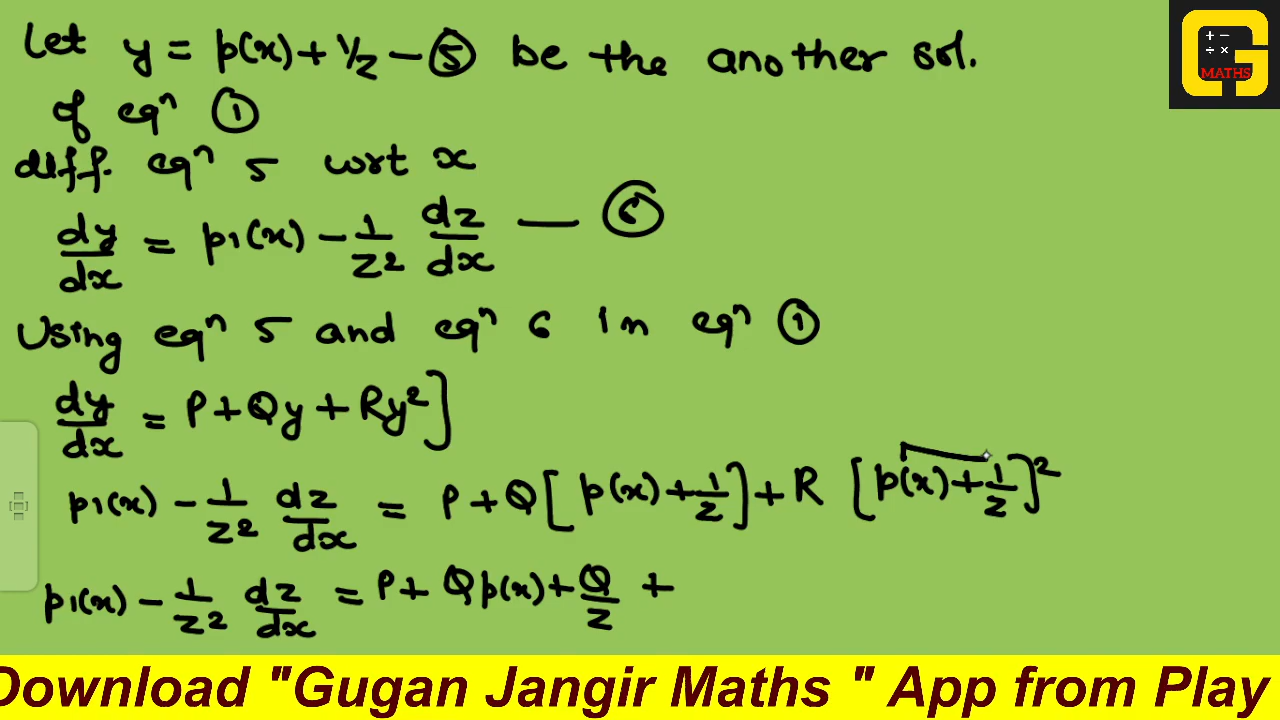 Let y = p(x) + 1/z — ⑤ be the another sol.
of eqⁿ ①
diff. eqⁿ 5 wrt x
dy/dx = p1(x) - 1/z² dz/dx — ⑥
Using eqⁿ 5 and eqⁿ 6 in eqⁿ ①
dy/dx = P + Qy + Ry²]
p1(x) - 1/z² dz/dx = P + Q[p(x) + 1/z] + R [p(x) + 1/z]²
p1(x) - 1/z² dz/dx = P + Qp(x) + Q/z +
+ − ÷ × MATHS
Download "Gugan Jangir Maths " App from Play